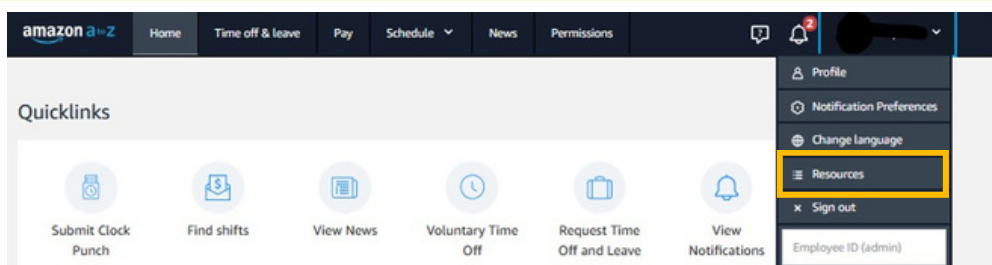 amazon atoz Home Time off & leave Pay Schedule News Permissions 2
Profile
Notification Preferences
Quicklinks
Change language
Resources
Sign out
Submit Clock Punch
Find shifts
View News
Voluntary Time Off
Request Time Off and Leave
View Notifications
Employee ID (admin)